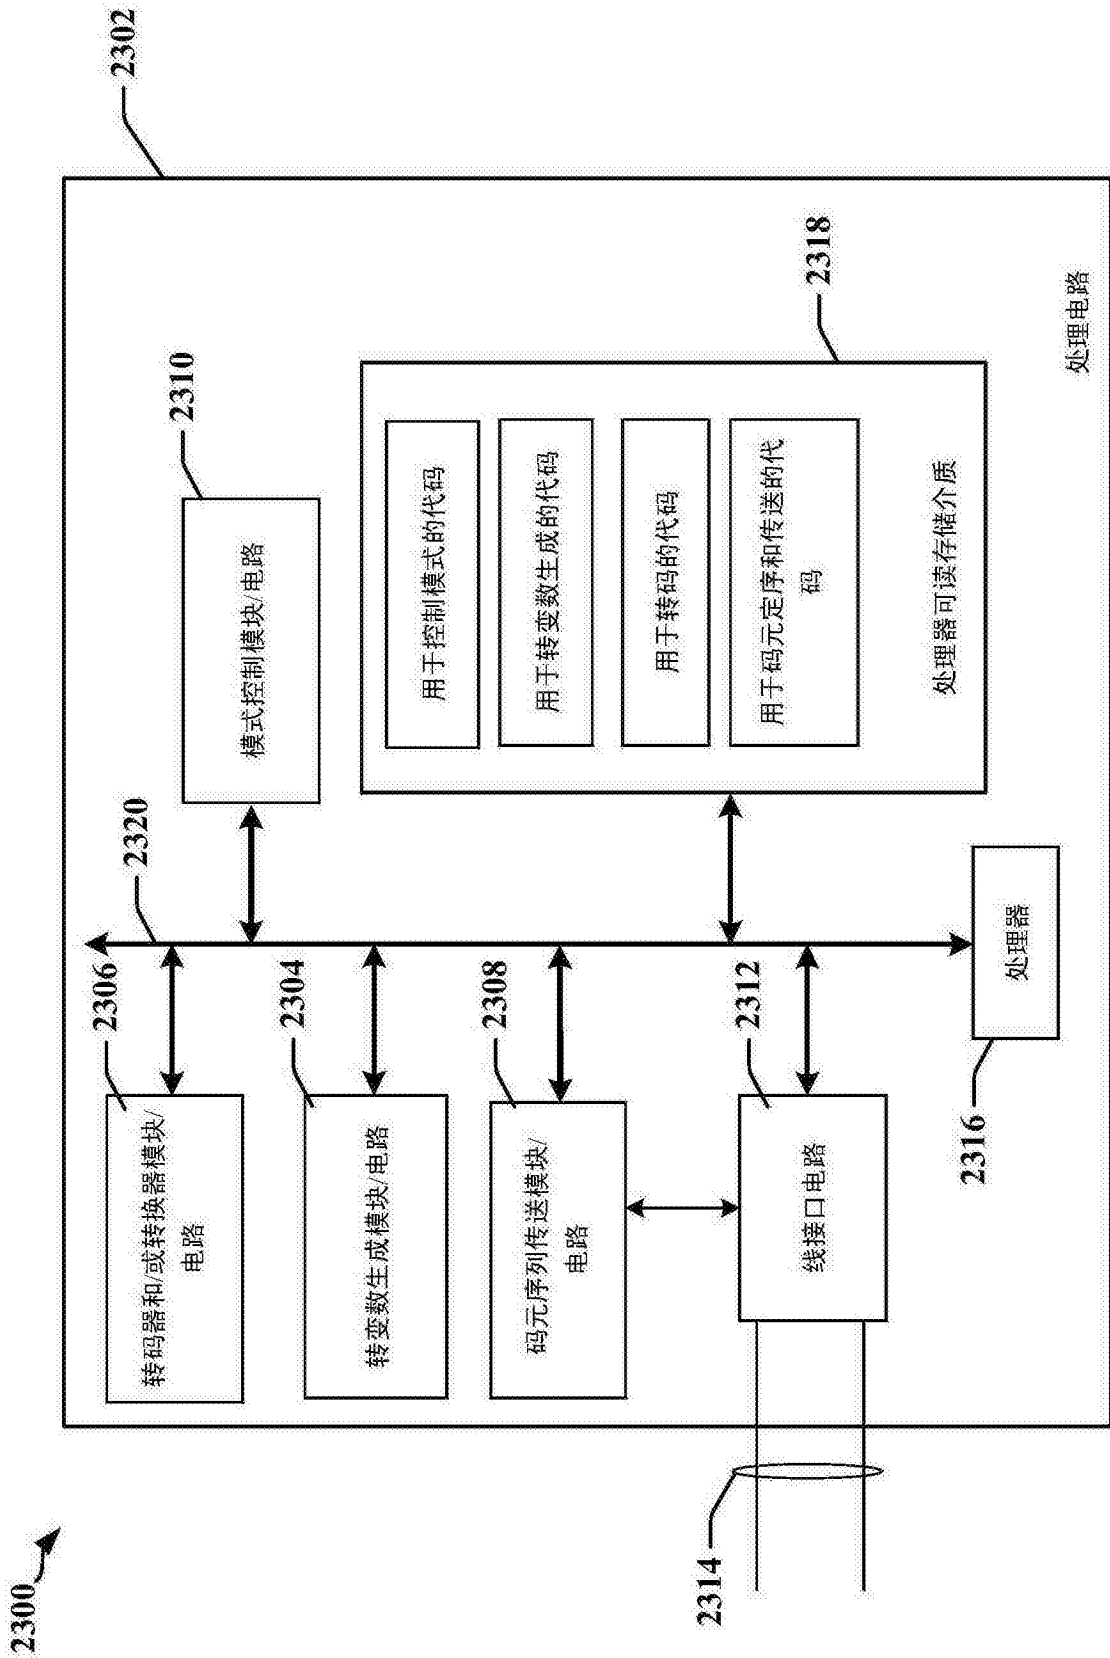 2300
2302
2306
转码器和/或转换器模块/
电路
2320
2310
模式控制模块/电路
2304
转变数生成模块/电路
2308
码元序列传送模块/
电路
2312
线接口电路
2314
2318
用于控制模式的代码
用于转变数生成的代码
用于转码的代码
用于码元定序和传送的代
码
处理器可读存储介质
2316
处理器
处理电路